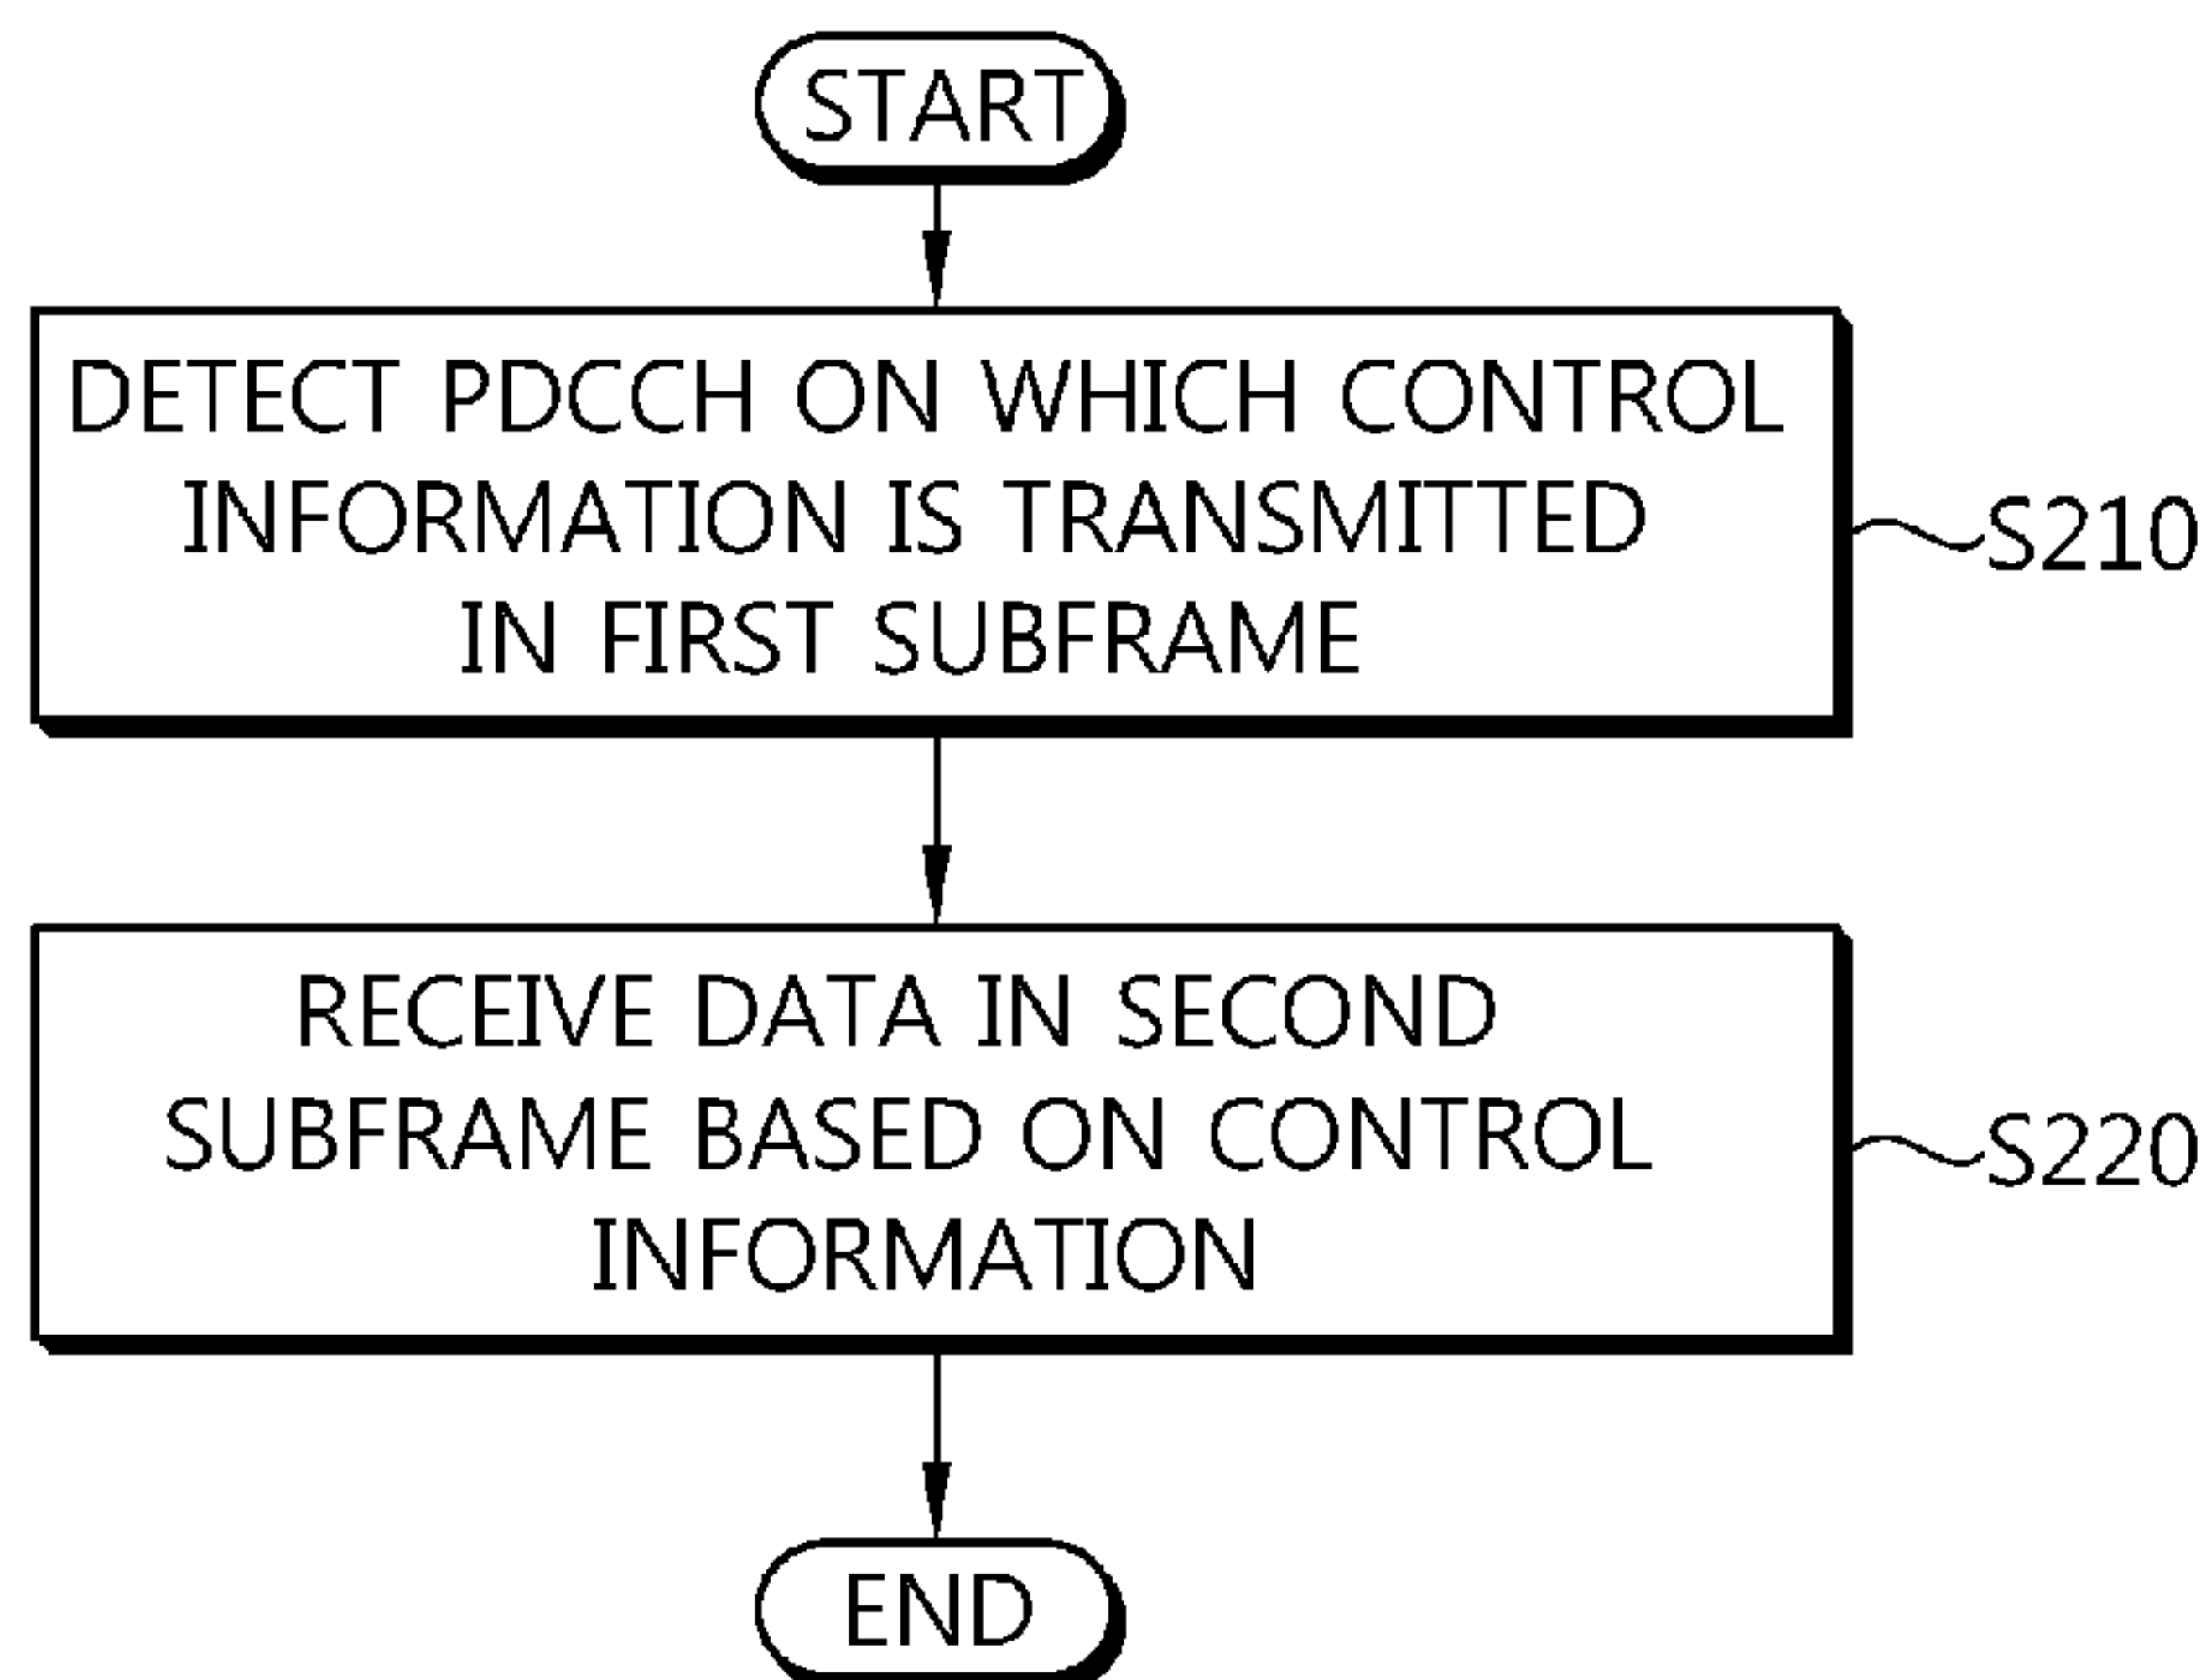 START
DETECT PDCCH ON WHICH CONTROL
INFORMATION IS TRANSMITTED
IN FIRST SUBFRAME
S210
RECEIVE DATA IN SECOND
SUBFRAME BASED ON CONTROL
INFORMATION
S220
END